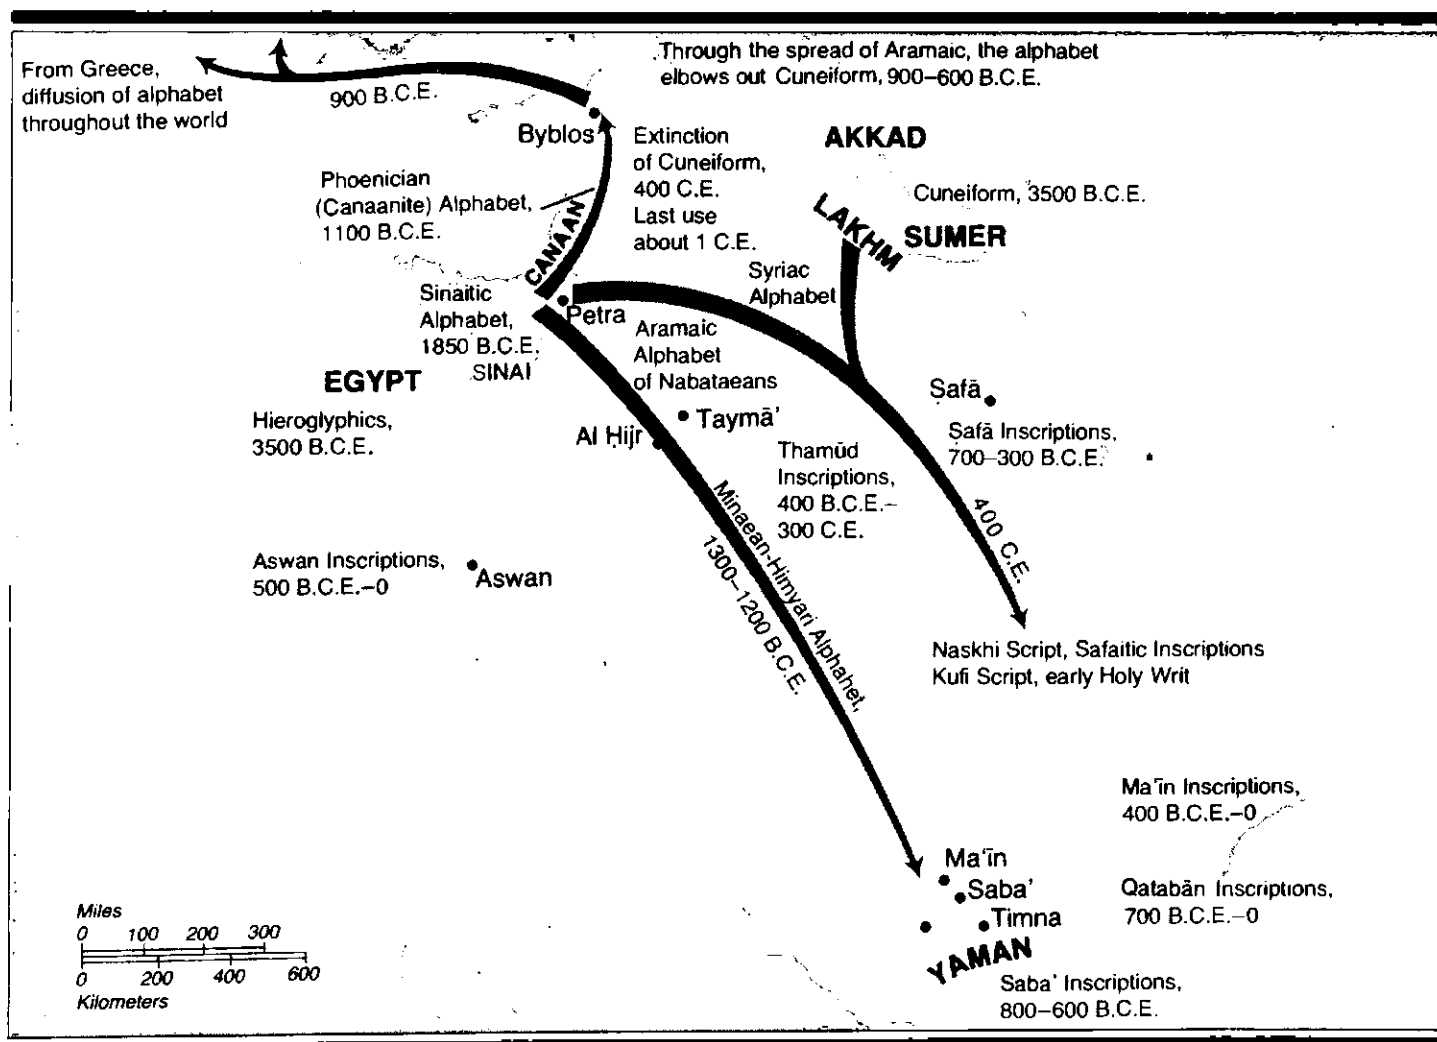 Through the spread of Aramaic, the alphabet
elbows out Cuneiform, 900–600 B.C.E.
From Greece,
diffusion of alphabet
throughout the world
900 B.C.E.
Byblos
Extinction
of Cuneiform,
400 C.E.
Last use
about 1 C.E.
AKKAD
Cuneiform, 3500 B.C.E.
Phoenician
(Canaanite) Alphabet,
1100 B.C.E.
CANAAN
LAKHM
SUMER
Syriac
Alphabet
Sinaitic
Alphabet,
1850 B.C.E.
SINAI
Petra
Aramaic
Alphabet
of Nabataeans
EGYPT
Hieroglyphics,
3500 B.C.E.
Taymā'
Al Ḥijr
Ṣafā
Ṣafā Inscriptions,
700–300 B.C.E.
Thamūd
Inscriptions,
400 B.C.E.–
300 C.E.
Minaean-Himyari Alphahet,
1300–1200 B.C.E.
400 C.E.
Aswan Inscriptions,
500 B.C.E.–0
Aswan
Naskhi Script, Safaitic Inscriptions
Kufi Script, early Holy Writ
Ma'īn Inscriptions,
400 B.C.E.–0
Ma'īn
Saba'
Timna
Qatabān Inscriptions,
700 B.C.E.–0
YAMAN
Saba' Inscriptions,
800–600 B.C.E.
Miles
0 100 200 300
0 200 400 600
Kilometers